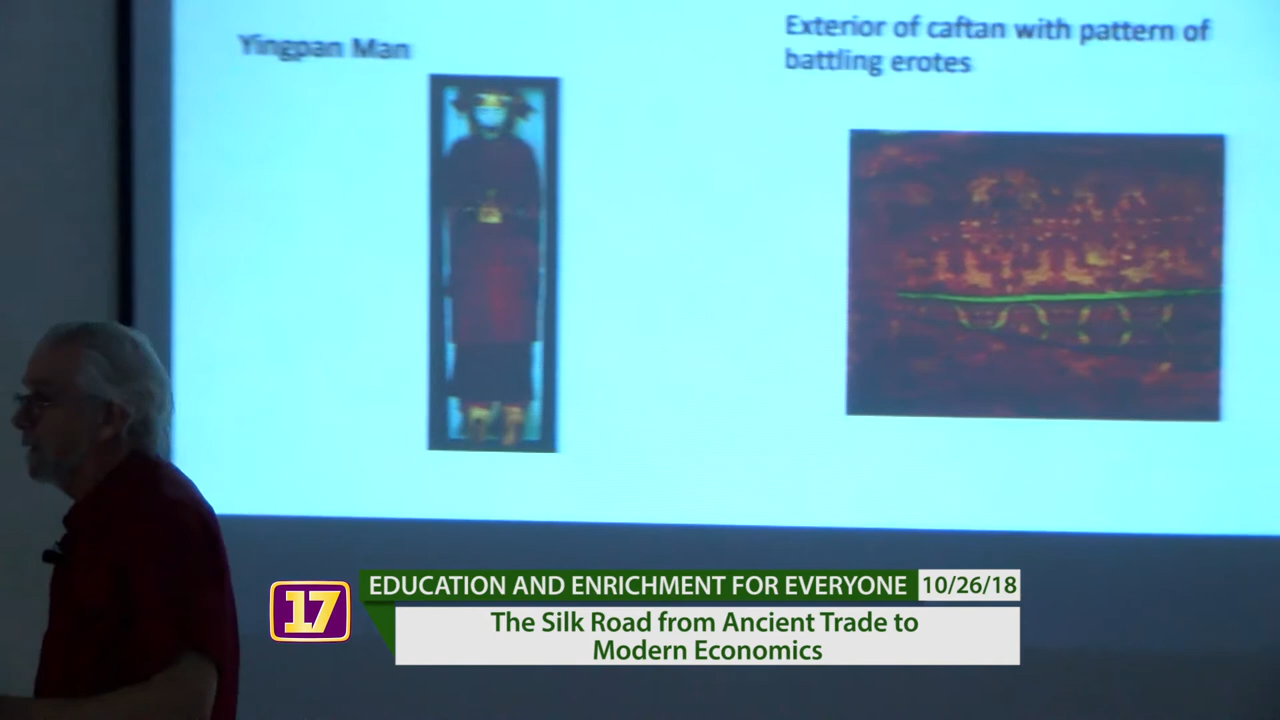 Yingpan Man
Exterior of caftan with pattern of
battling erotes
17
EDUCATION AND ENRICHMENT FOR EVERYONE
10/26/18
The Silk Road from Ancient Trade to
Modern Economics